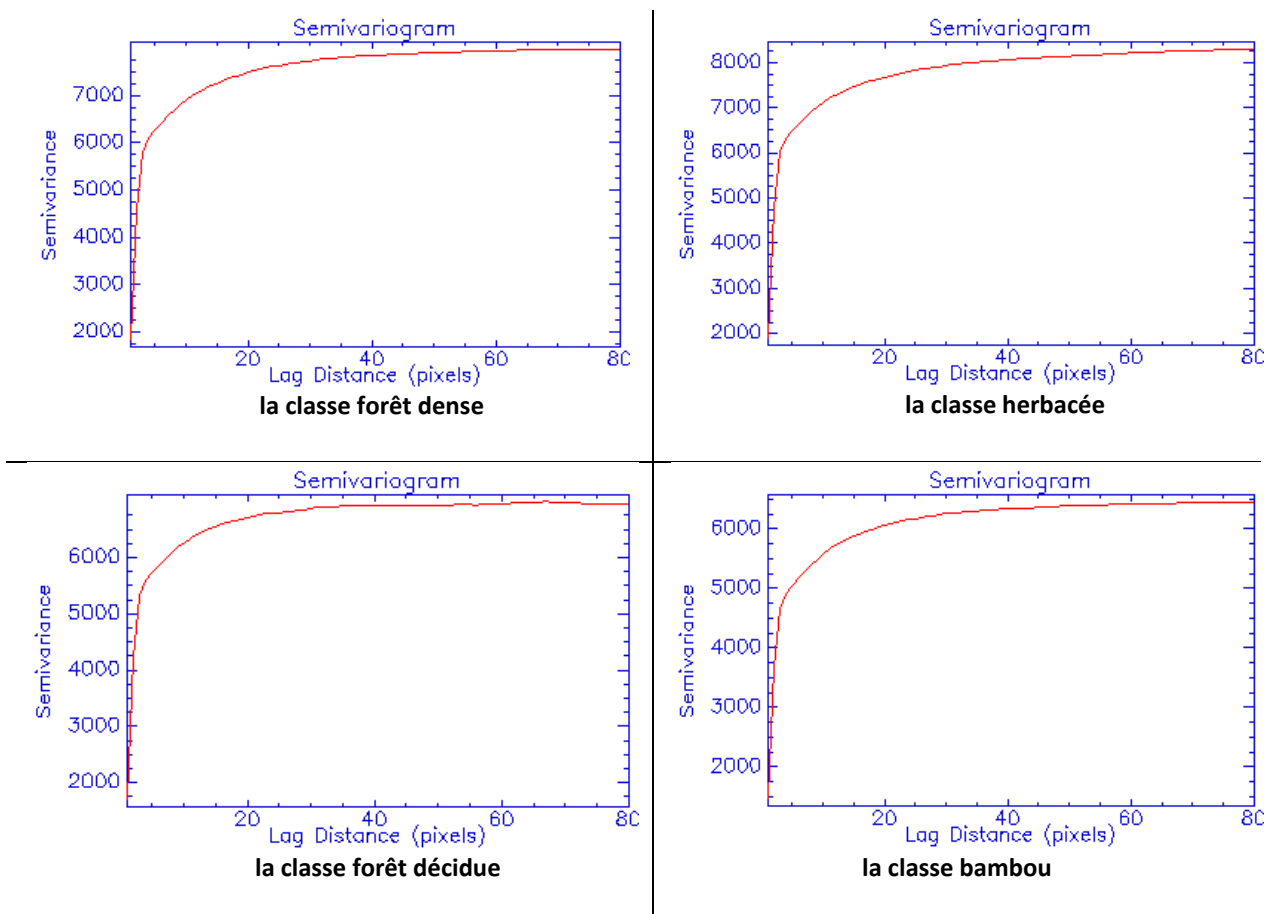 Semivariogram
7000
6000
5000
4000
3000
2000
Semivariance
20 40 60 80
Lag Distance (pixels)
la classe forêt dense
Semivariogram
8000
7000
6000
5000
4000
3000
2000
Semivariance
20 40 60 80
Lag Distance (pixels)
la classe herbacée
Semivariogram
6000
5000
4000
3000
2000
Semivariance
20 40 60 80
Lag Distance (pixels)
la classe forêt décidue
Semivariogram
6000
5000
4000
3000
2000
Semivariance
20 40 60 80
Lag Distance (pixels)
la classe bambou